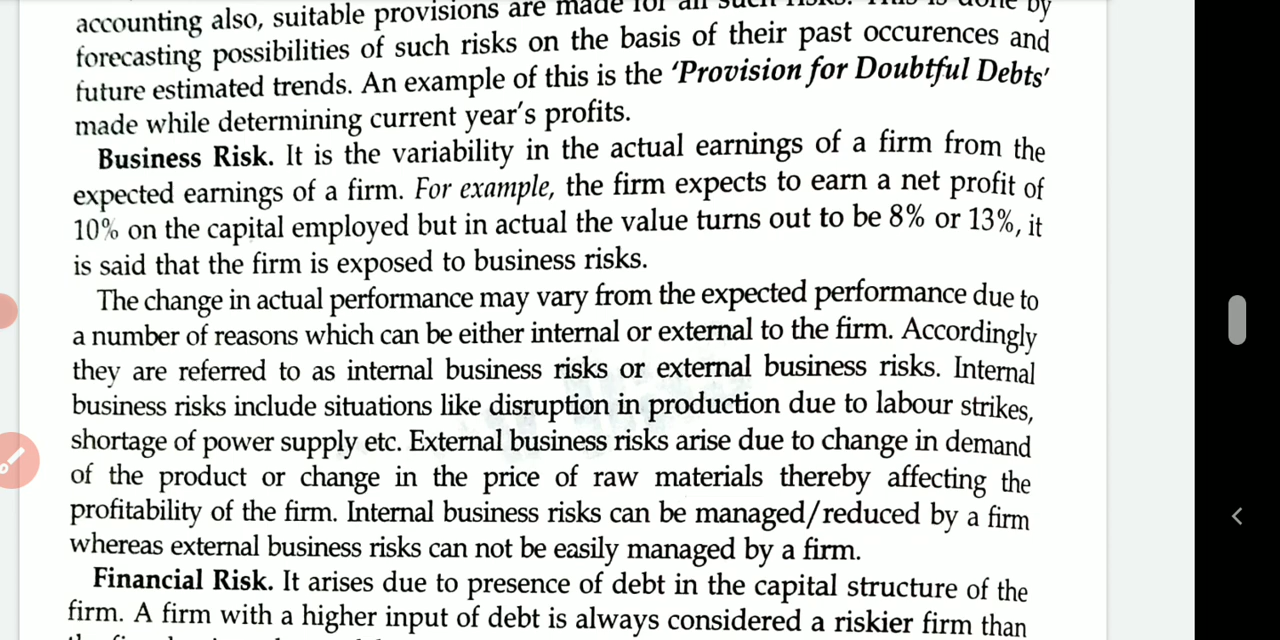 accounting also, suitable provisions are made for all such risks. This is done by
forecasting possibilities of such risks on the basis of their past occurences and
future estimated trends. An example of this is the ‘Provision for Doubtful Debts’
made while determining current year’s profits.
Business Risk. It is the variability in the actual earnings of a firm from the
expected earnings of a firm. For example, the firm expects to earn a net profit of
10% on the capital employed but in actual the value turns out to be 8% or 13%, it
is said that the firm is exposed to business risks.
The change in actual performance may vary from the expected performance due to
a number of reasons which can be either internal or external to the firm. Accordingly
they are referred to as internal business risks or external business risks. Internal
business risks include situations like disruption in production due to labour strikes,
shortage of power supply etc. External business risks arise due to change in demand
of the product or change in the price of raw materials thereby affecting the
profitability of the firm. Internal business risks can be managed/reduced by a firm
whereas external business risks can not be easily managed by a firm.
Financial Risk. It arises due to presence of debt in the capital structure of the
firm. A firm with a higher input of debt is always considered a riskier firm than